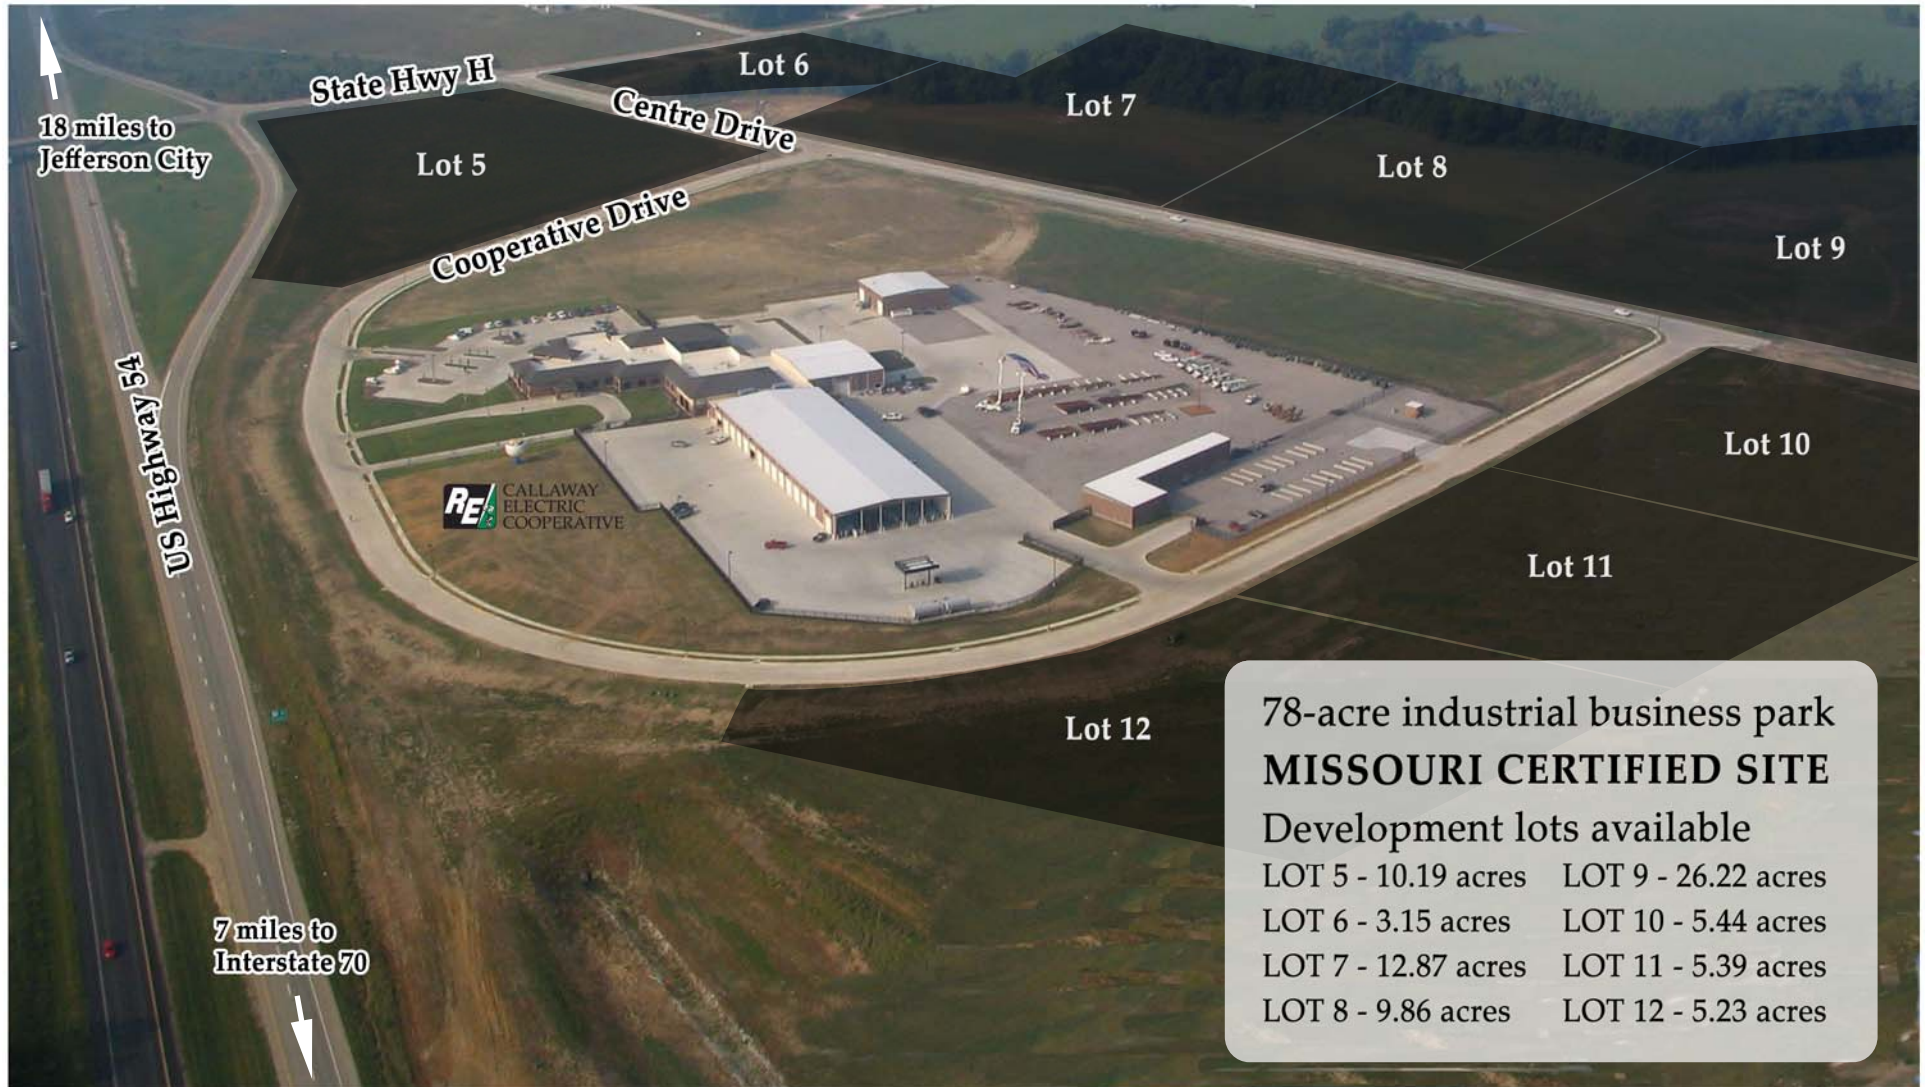 State Hwy H
Lot 6
Centre Drive
Lot 7
18 miles to
Jefferson City
Lot 5
Lot 8
Cooperative Drive
Lot 9
US Highway 54
Lot 10
RE
CALLAWAY
ELECTRIC
COOPERATIVE
Lot 11
Lot 12
7 miles to
Interstate 70
78-acre industrial business park
MISSOURI CERTIFIED SITE
Development lots available
LOT 5 - 10.19 acres LOT 9 - 26.22 acres
LOT 6 - 3.15 acres LOT 10 - 5.44 acres
LOT 7 - 12.87 acres LOT 11 - 5.39 acres
LOT 8 - 9.86 acres LOT 12 - 5.23 acres